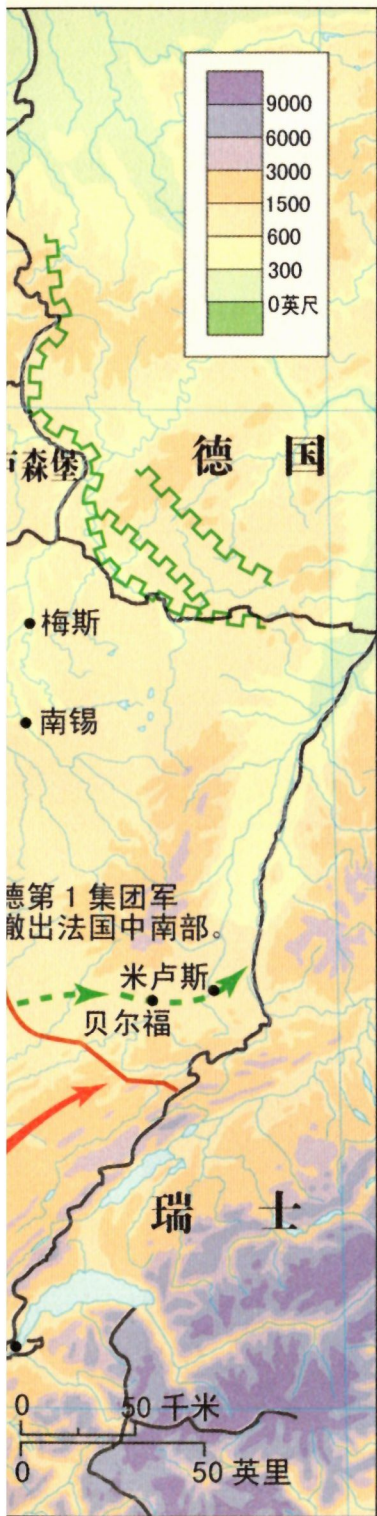 9000
6000
3000
1500
600
300
0英尺
德 国
森堡
梅斯
南锡
德第1集团军
撤出法国中南部。
米卢斯
贝尔福
瑞 士
0 50 千米
0 50 英里